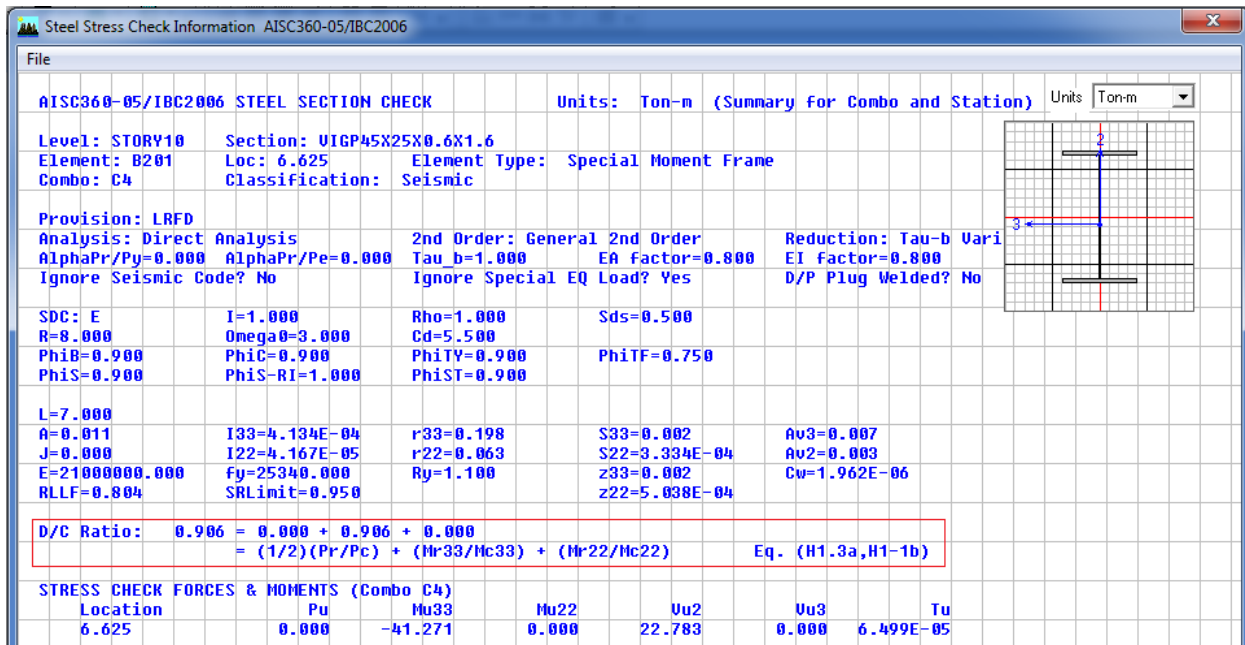 Steel Stress Check Information AISC360-05/IBC2006
File
AISC360-05/IBC2006 STEEL SECTION CHECK Units: Ton-m (Summary for Combo and Station) Units Ton-m
Level: STORY10 Section: VIGP45X25X0.6X1.6
Element: B201 Loc: 6.625 Element Type: Special Moment Frame
Combo: C4 Classification: Seismic
2
3
Provision: LRFD
Analysis: Direct Analysis 2nd Order: General 2nd Order Reduction: Tau-b Vari
AlphaPr/Py=0.000 AlphaPr/Pe=0.000 Tau_b=1.000 EA factor=0.800 EI factor=0.800
Ignore Seismic Code? No Ignore Special EQ Load? Yes D/P Plug Welded? No
SDC: E I=1.000 Rho=1.000 Sds=0.500
R=8.000 Omega0=3.000 Cd=5.500
PhiB=0.900 PhiC=0.900 PhiTY=0.900 PhiTF=0.750
PhiS=0.900 PhiS-RI=1.000 PhiST=0.900
L=7.000
A=0.011 I33=4.134E-04 r33=0.198 S33=0.002 Av3=0.007
J=0.000 I22=4.167E-05 r22=0.063 S22=3.334E-04 Av2=0.003
E=21000000.000 fy=25340.000 Ry=1.100 z33=0.002 Cw=1.962E-06
RLLF=0.804 SRLimit=0.950 z22=5.038E-04
D/C Ratio: 0.906 = 0.000 + 0.906 + 0.000
= (1/2)(Pr/Pc) + (Mr33/Mc33) + (Mr22/Mc22) Eq. (H1.3a,H1-1b)
STRESS CHECK FORCES & MOMENTS (Combo C4)
Location Pu Mu33 Mu22 Vu2 Vu3 Tu
6.625 0.000 -41.271 0.000 22.783 0.000 6.499E-05